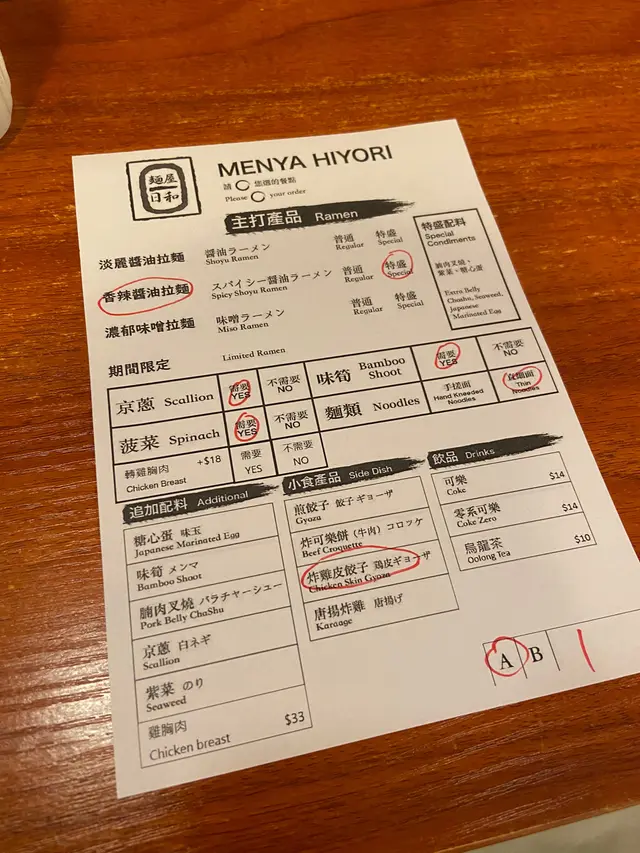 麵屋
日和
MENYA HIYORI
請 ◯ 您選的餐點
Please ◯ your order
主打產品 Ramen
淡麗醬油拉麵 醤油ラーメン 普通 特盛
Shoyu Ramen Regular Special
香辣醬油拉麵 スパイシー醤油ラーメン 普通 特盛
Spicy Shoyu Ramen Regular Special
濃郁味噌拉麵 味噌ラーメン 普通 特盛
Miso Ramen Regular Special
期間限定 Limited Ramen
特盛配料
Special
Condiments
腩肉叉燒、
紫菜、糖心蛋
Extra Belly
Chashu, Seaweed,
Japanese
Marinated Egg
京蔥 Scallion 需要 YES 不需要 NO
味筍 Bamboo Shoot 需要 YES 不需要 NO
菠菜 Spinach 需要 YES 不需要 NO
麵類 Noodles 手揉面 Hand Kneeded Noodles Thin Noodles
轉雞胸肉 +$18 需要 不需要
Chicken Breast YES NO
追加配料 Additional
糖心蛋 味玉
Japanese Marinated Egg
味筍 メンマ
Bamboo Shoot
腩肉叉燒 バラチャーシュー
Pork Belly ChaShu
京蔥 白ネギ
Scallion
紫菜 のり
Seaweed
雞胸肉 $33
Chicken breast
小食產品 Side Dish
煎餃子 餃子ギョーザ
Gyoza
炸可樂餅（牛肉）コロッケ
Beef Croquette
炸雞皮餃子 鶏皮ギョーザ
Chicken Skin Gyoza
唐揚炸雞 唐揚げ
Karaage
飲品 Drinks
可樂 $14
Coke
零系可樂 $14
Coke Zero
烏龍茶 $10
Oolong Tea
A B 1